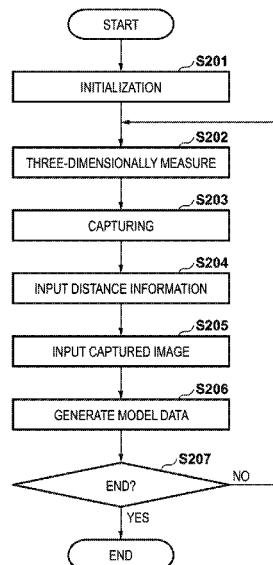 START
S201
INITIALIZATION
S202
THREE-DIMENSIONALLY MEASURE
S203
CAPTURING
S204
INPUT DISTANCE INFORMATION
S205
INPUT CAPTURED IMAGE
S206
GENERATE MODEL DATA
S207
END?
NO
YES
END